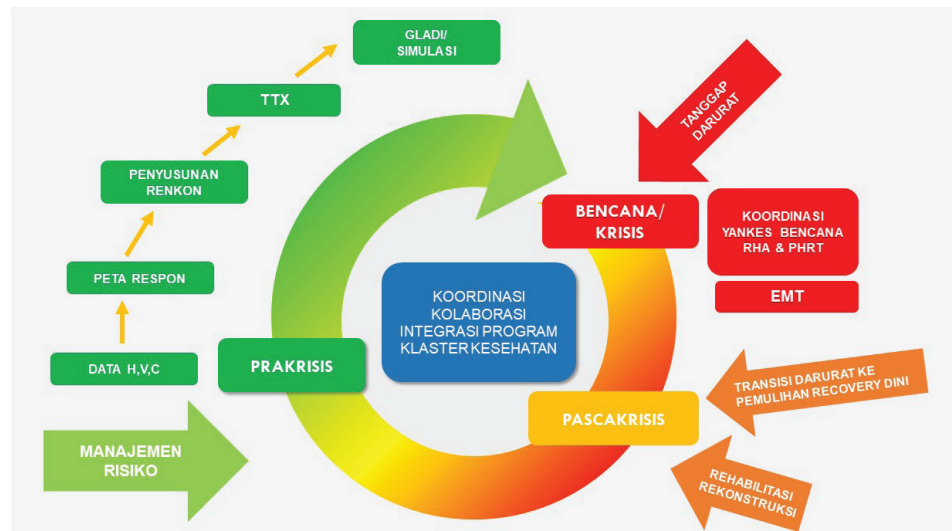 GLADI/
SIMULASI
TTX
PENYUSUNAN
RENKON
PETA RESPON
DATA H,V,C
MANAJEMEN
RISIKO
PRAKRISIS
KOORDINASI
KOLABORASI
INTEGRASI PROGRAM
KLASTER KESEHATAN
TANGGAP
DARURAT
BENCANA/
KRISIS
KOORDINASI
YANKES BENCANA
RHA & PHRT
EMT
TRANSISI DARURAT KE
PEMULIHAN RECOVERY DINI
PASCAKRISIS
REHABILITASI
REKONSTRUKSI